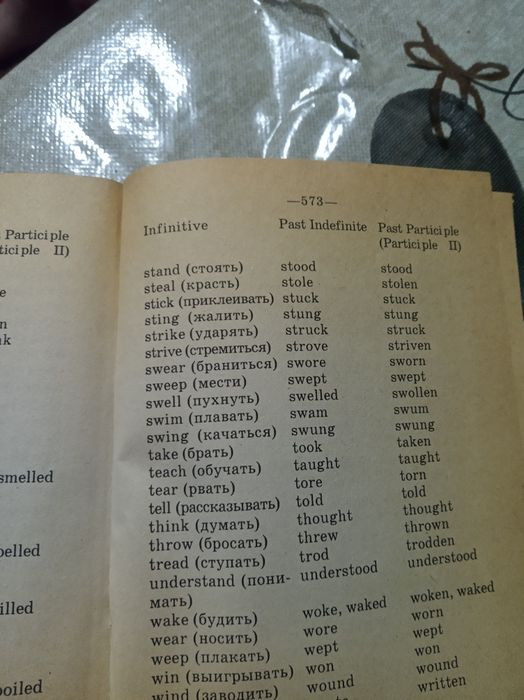 Participle
ticiple II)
smelled
—573—
Infinitive Past Indefinite Past Participle
(Participle II)
stand (стоять) stood stood
steal (красть) stole stolen
stick (приклеивать) stuck stuck
sting (жалить) stung stung
strike (ударять) struck struck
strive (стремиться) strove striven
swear (браниться) swore sworn
sweep (мести) swept swept
swell (пухнуть) swelled swollen
swim (плавать) swam swum
swing (качаться) swung swung
take (брать) took taken
teach (обучать) taught taught
tear (рвать) tore torn
tell (рассказывать) told told
think (думать) thought thought
throw (бросать) threw thrown
tread (ступать) trod trodden
understand (пони- understood understood
мать)
wake (будить) woke, waked woken, waked
wear (носить) wore worn
weep (плакать) wept wept
win (выигрывать) won won
wind (заводить) wound wound
written